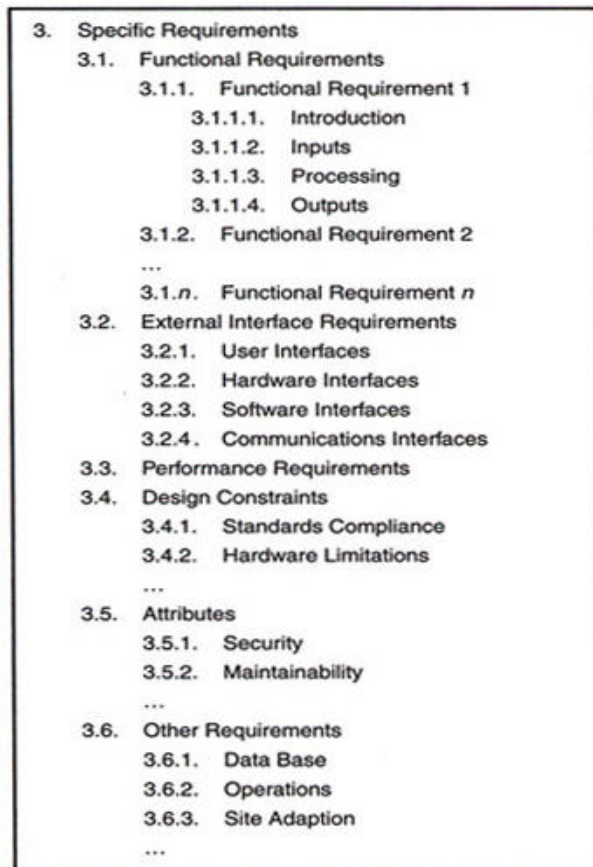 3. Specific Requirements
3.1. Functional Requirements
3.1.1. Functional Requirement 1
3.1.1.1. Introduction
3.1.1.2. Inputs
3.1.1.3. Processing
3.1.1.4. Outputs
3.1.2. Functional Requirement 2
...
3.1.n. Functional Requirement n
3.2. External Interface Requirements
3.2.1. User Interfaces
3.2.2. Hardware Interfaces
3.2.3. Software Interfaces
3.2.4. Communications Interfaces
3.3. Performance Requirements
3.4. Design Constraints
3.4.1. Standards Compliance
3.4.2. Hardware Limitations
...
3.5. Attributes
3.5.1. Security
3.5.2. Maintainability
...
3.6. Other Requirements
3.6.1. Data Base
3.6.2. Operations
3.6.3. Site Adaption
...